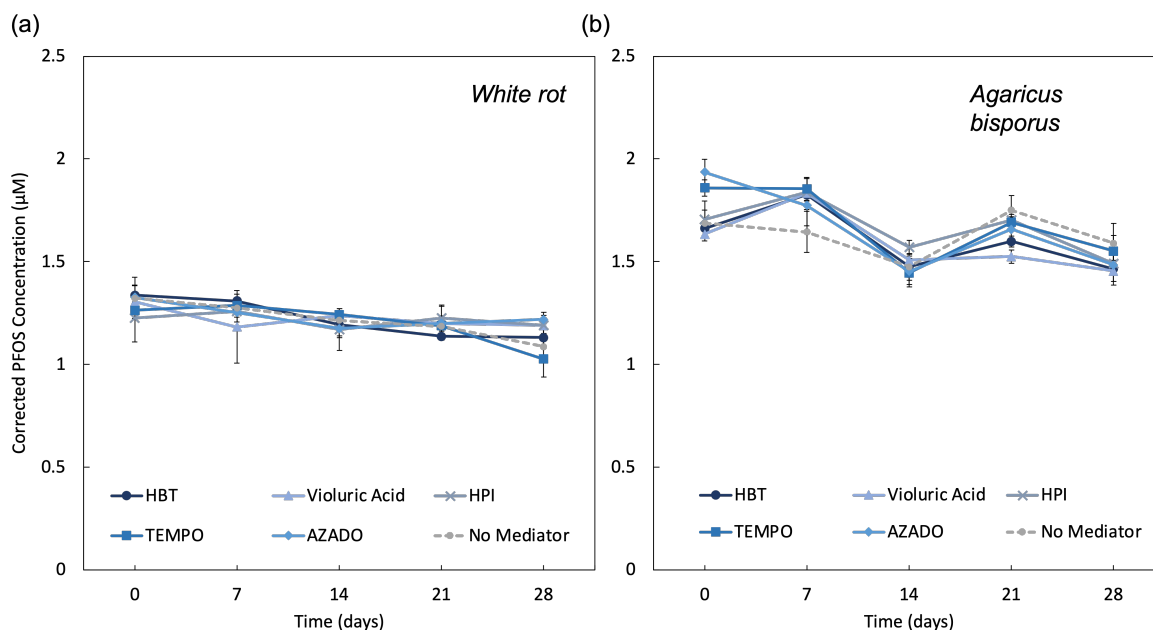 (a)
2.5
2
1.5
1
0.5
0
Corrected PFOS Concentration (µM)
White rot
HBT
Violuric Acid
HPI
TEMPO
AZADO
No Mediator
0 7 14 21 28
Time (days)
(b)
2.5
2
1.5
1
0.5
0
Agaricus
bisporus
HBT
Violuric Acid
HPI
TEMPO
AZADO
No Mediator
0 7 14 21 28
Time (days)